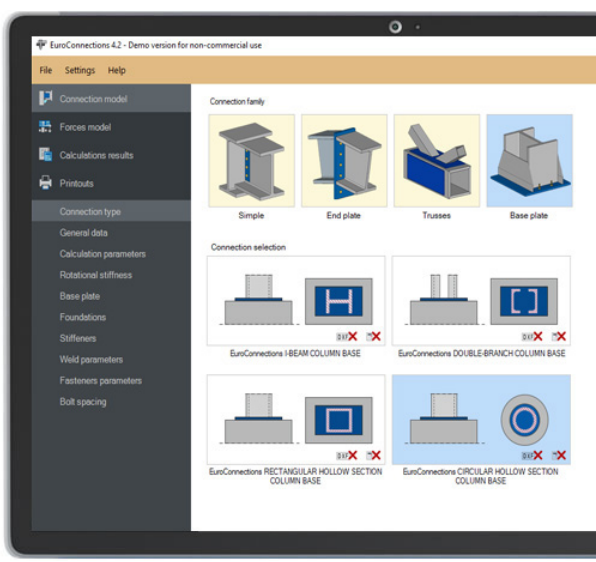 EuroConnections 4.2 - Demo version for non-commercial use
File Settings Help
Connection model
Forces model
Calculations results
Printouts
Connection type
General data
Calculation parameters
Rotational stiffness
Base plate
Foundations
Stiffeners
Weld parameters
Fasteners parameters
Bolt spacing
Connection family
Simple
End plate
Trusses
Base plate
Connection selection
EuroConnections I-BEAM COLUMN BASE
EuroConnections DOUBLE-BRANCH COLUMN BASE
EuroConnections RECTANGULAR HOLLOW SECTION
COLUMN BASE
EuroConnections CIRCULAR HOLLOW SECTION
COLUMN BASE